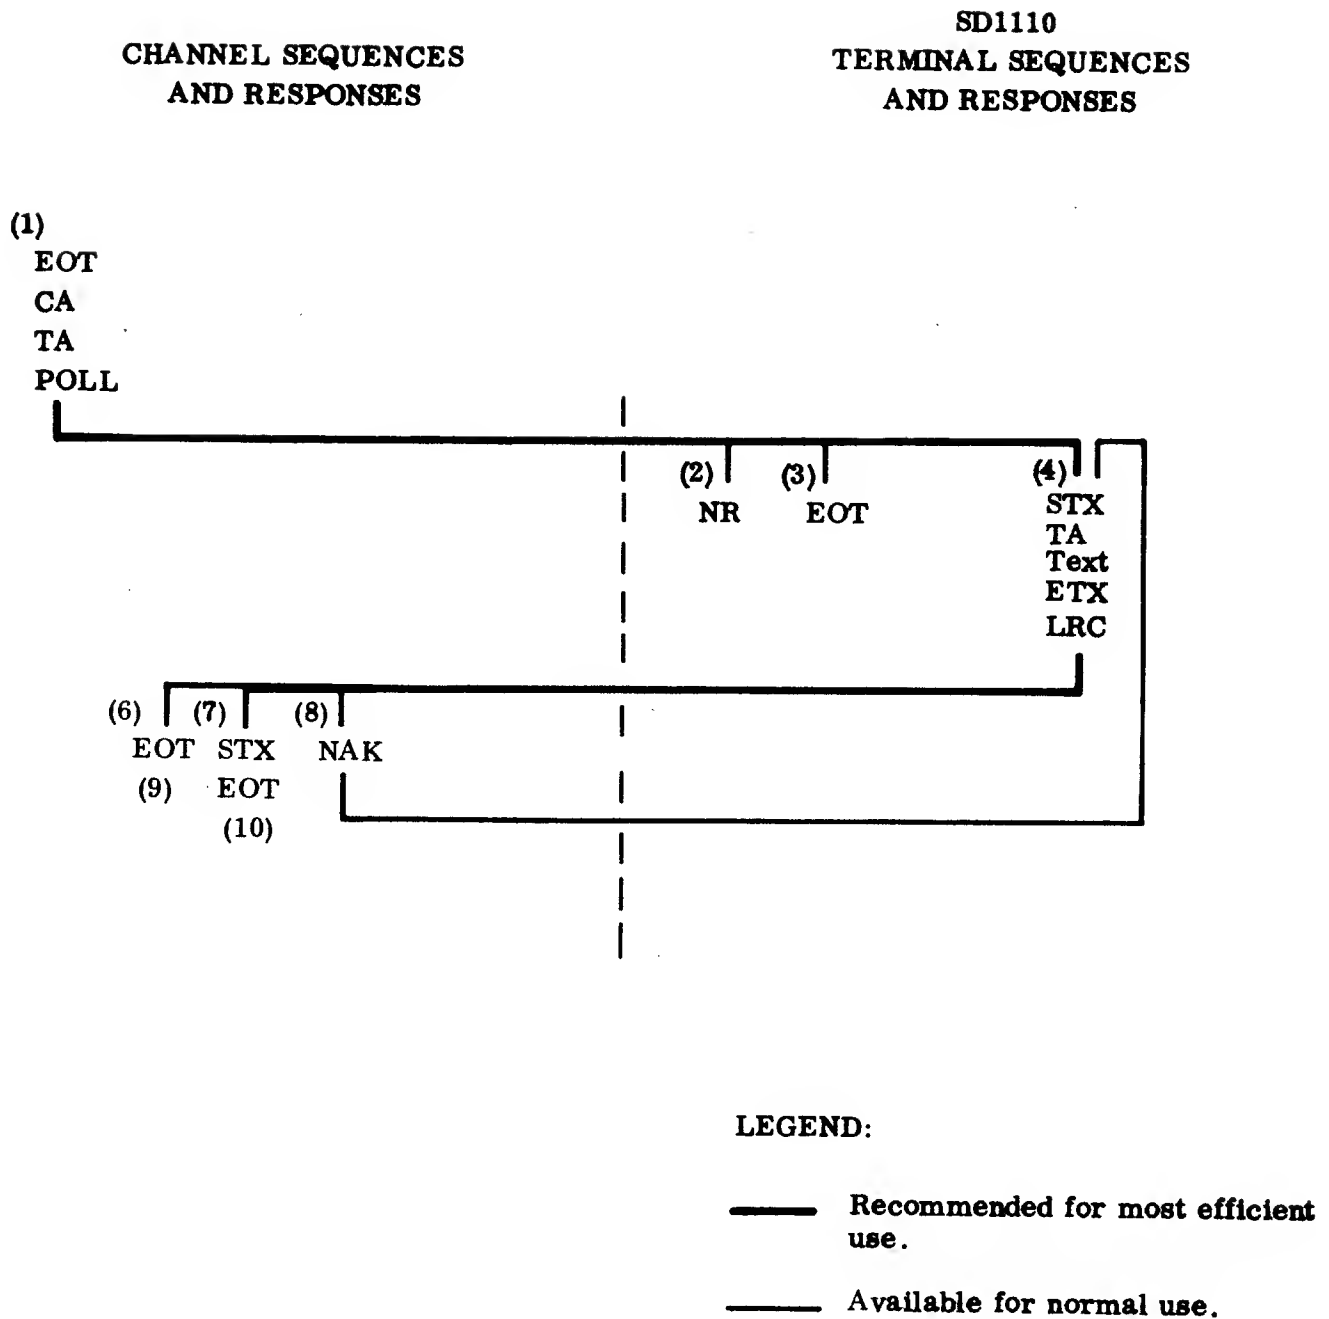 CHANNEL SEQUENCES
AND RESPONSES
SD1110
TERMINAL SEQUENCES
AND RESPONSES
(1)
EOT
CA
TA
POLL
(2)
NR
(3)
EOT
(4)
STX
TA
Text
ETX
LRC
(6)
EOT
(9)
(7)
STX
EOT
(10)
(8)
NAK
LEGEND:
Recommended for most efficient
use.
Available for normal use.